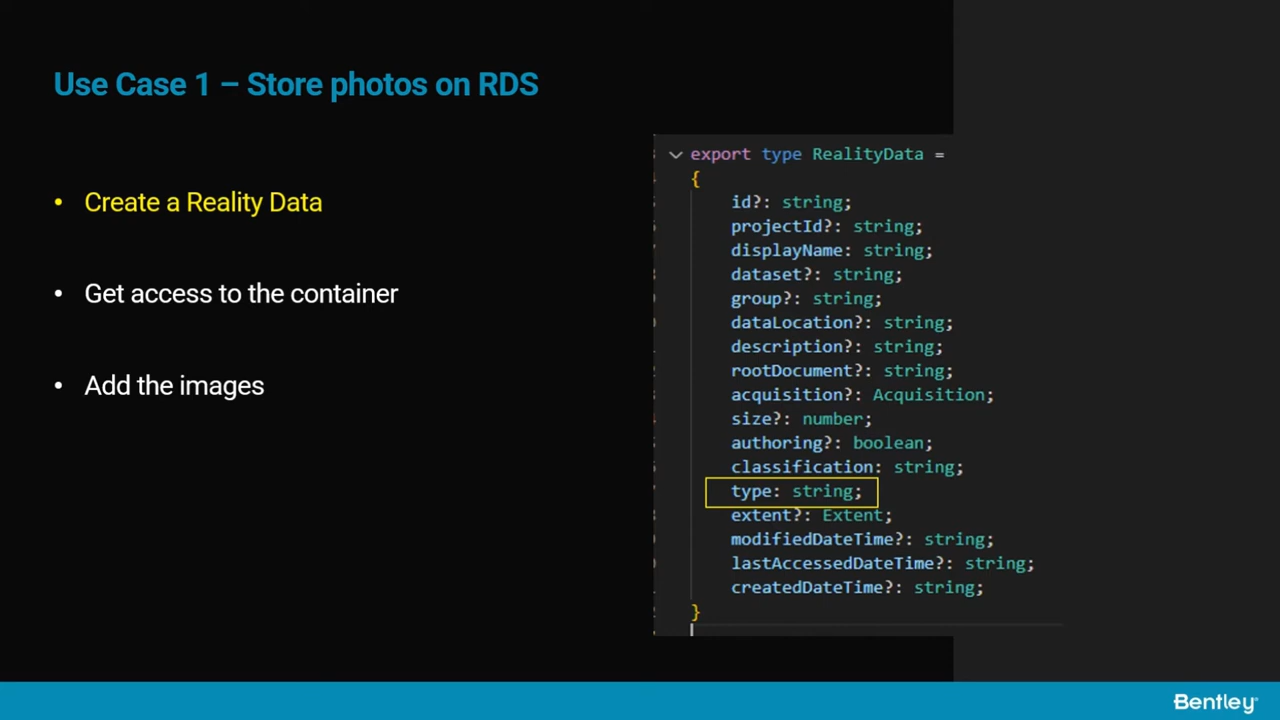 Use Case 1 – Store photos on RDS
• Create a Reality Data
• Get access to the container
• Add the images
export type RealityData =
{
id?: string;
projectId?: string;
displayName: string;
dataset?: string;
group?: string;
dataLocation?: string;
description?: string;
rootDocument?: string;
acquisition?: Acquisition;
size?: number;
authoring?: boolean;
classification: string;
type: string;
extent?: Extent;
modifiedDateTime?: string;
lastAccessedDateTime?: string;
createdDateTime?: string;
}
Bentley